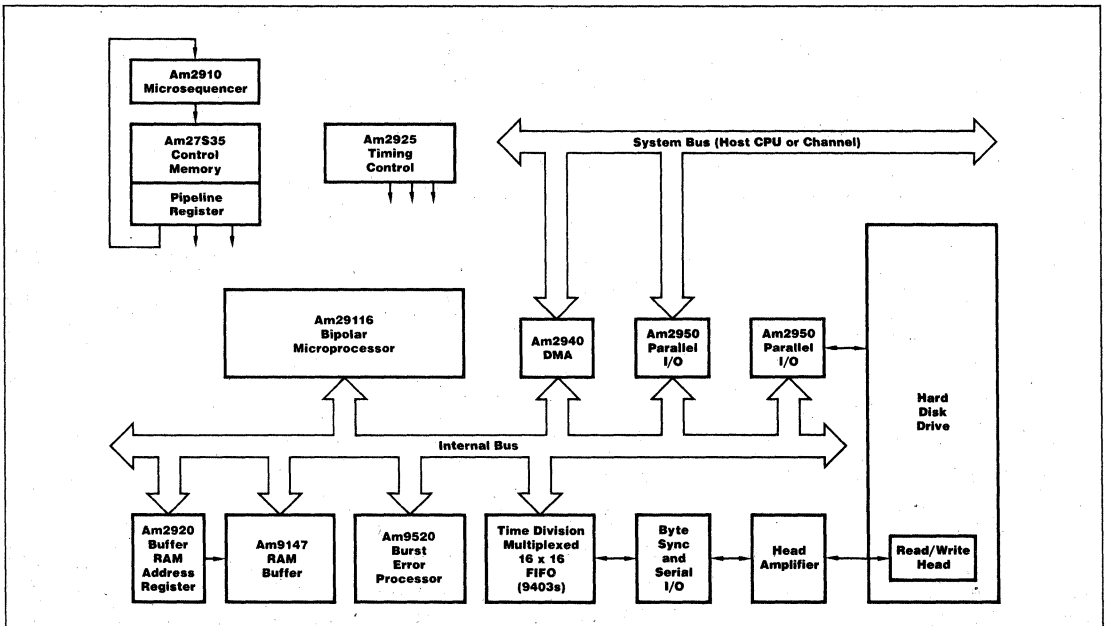 Am2910
Microsequencer
Am27S35
Control
Memory
Pipeline
Register
Am2925
Timing
Control
System Bus (Host CPU or Channel)
Am29116
Bipolar
Microprocessor
Am2940
DMA
Am2950
Parallel
I/O
Am2950
Parallel
I/O
Hard
Disk
Drive
Internal Bus
Am2920
Buffer
RAM
Address
Register
Am9147
RAM
Buffer
Am9520
Burst
Error
Processor
Time Division
Multiplexed
16 x 16
FIFO
(9403s)
Byte
Sync
and
Serial
I/O
Head
Amplifier
Read/Write
Head